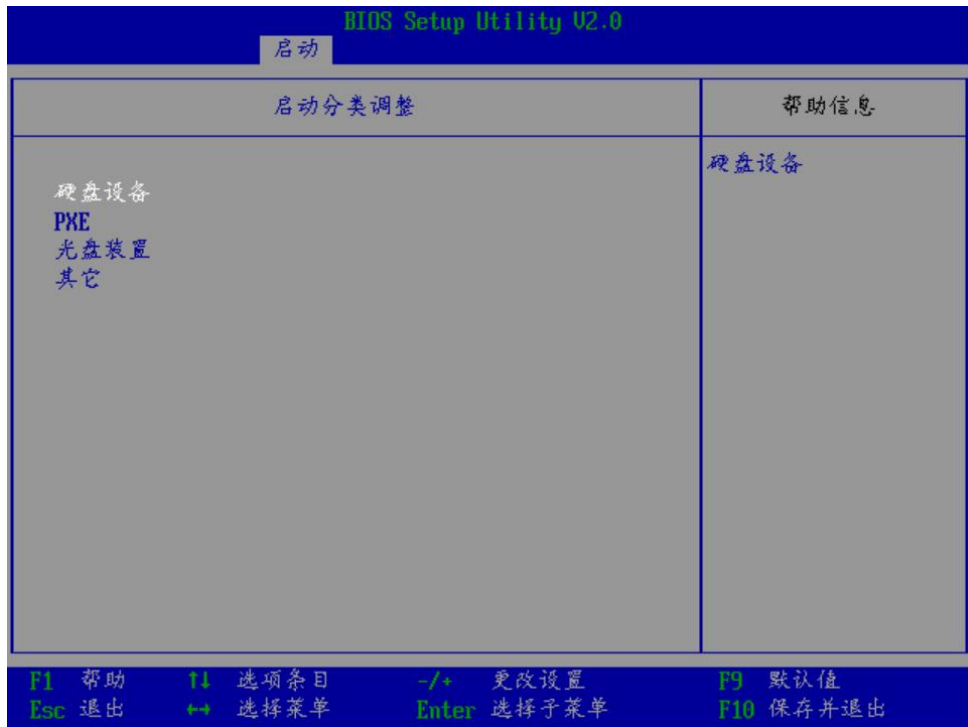 BIOS Setup Utility V2.0
启动
启动分类调整
帮助信息
硬盘设备
硬盘设备
PXE
光盘装置
其它
F1 帮助 ↑↓ 选项条目 -/+ 更改设置 F9 默认值
Esc 退出 ←→ 选择菜单 Enter 选择子菜单 F10 保存并退出